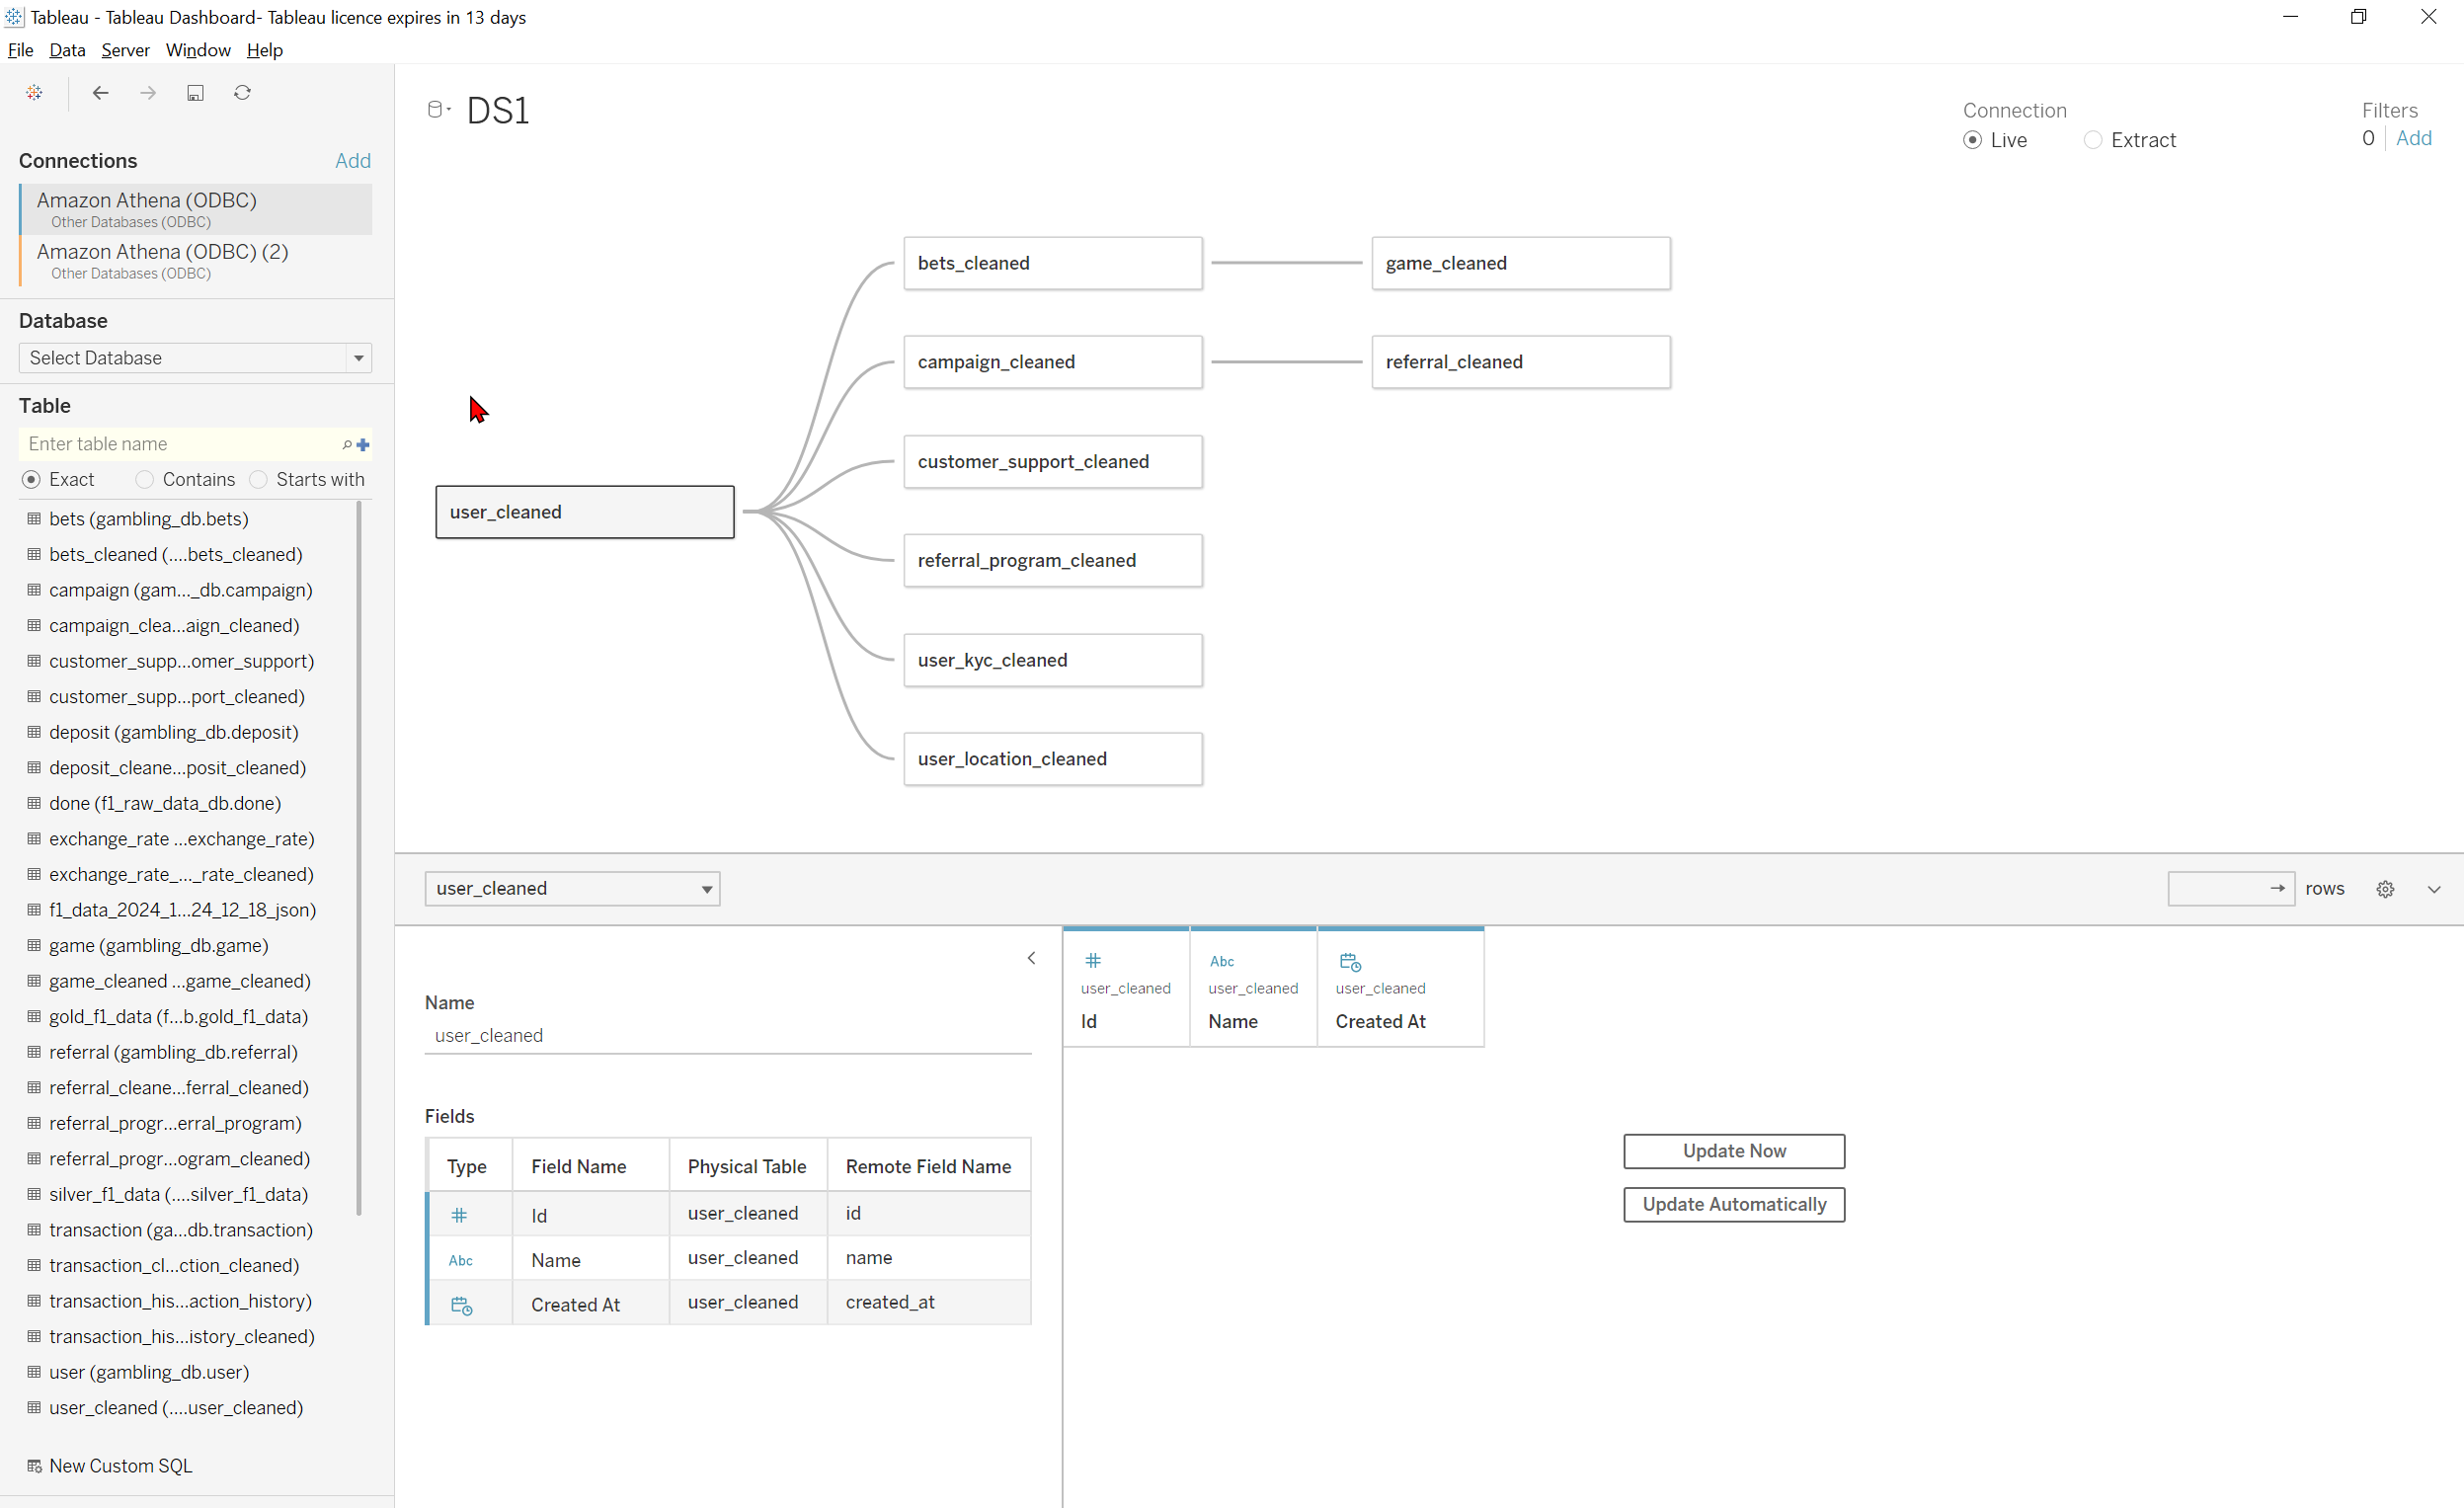 Tableau - Tableau Dashboard- Tableau licence expires in 13 days
File Data Server Window Help
Connections Add
Amazon Athena (ODBC)
Other Databases (ODBC)
Amazon Athena (ODBC) (2)
Other Databases (ODBC)
Database
Select Database
Table
Enter table name
Exact Contains Starts with
bets (gambling_db.bets)
bets_cleaned (....bets_cleaned)
campaign (gam..._db.campaign)
campaign_clea...aign_cleaned)
customer_supp...omer_support)
customer_supp...port_cleaned)
deposit (gambling_db.deposit)
deposit_cleane...posit_cleaned)
done (f1_raw_data_db.done)
exchange_rate ...exchange_rate)
exchange_rate_..._rate_cleaned)
f1_data_2024_1...24_12_18_json)
game (gambling_db.game)
game_cleaned ...game_cleaned)
gold_f1_data (f...b.gold_f1_data)
referral (gambling_db.referral)
referral_cleane...ferral_cleaned)
referral_progr...erral_program)
referral_progr...ogram_cleaned)
silver_f1_data (....silver_f1_data)
transaction (ga...db.transaction)
transaction_cl...ction_cleaned)
transaction_his...action_history)
transaction_his...istory_cleaned)
user (gambling_db.user)
user_cleaned (....user_cleaned)
New Custom SQL
DS1
Connection
Live Extract
Filters
0 Add
user_cleaned
bets_cleaned
game_cleaned
campaign_cleaned
referral_cleaned
customer_support_cleaned
referral_program_cleaned
user_kyc_cleaned
user_location_cleaned
user_cleaned
rows
Name
user_cleaned
Fields
Type Field Name Physical Table Remote Field Name
# Id user_cleaned id
Abc Name user_cleaned name
Created At user_cleaned created_at
# Abc
user_cleaned user_cleaned user_cleaned
Id Name Created At
Update Now
Update Automatically